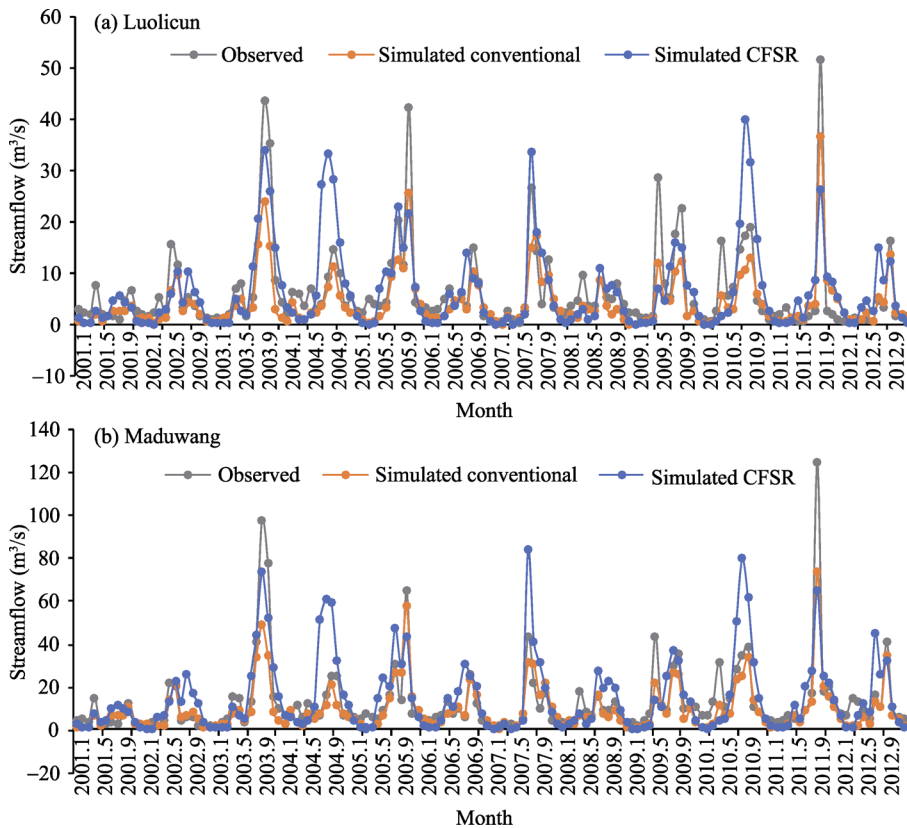 (a) Luolicun
Observed Simulated conventional Simulated CFSR
Streamflow (m³/s)
60
50
40
30
20
10
0
–10
2001.1 2001.5 2001.9 2002.1 2002.5 2002.9 2003.1 2003.5 2003.9 2004.1 2004.5 2004.9 2005.1 2005.5 2005.9 2006.1 2006.5 2006.9 2007.1 2007.5 2007.9 2008.1 2008.5 2008.9 2009.1 2009.5 2009.9 2010.1 2010.5 2010.9 2011.1 2011.5 2011.9 2012.1 2012.5 2012.9
Month
(b) Maduwang
Observed Simulated conventional Simulated CFSR
Streamflow (m³/s)
140
120
100
80
60
40
20
0
–20
2001.1 2001.5 2001.9 2002.1 2002.5 2002.9 2003.1 2003.5 2003.9 2004.1 2004.5 2004.9 2005.1 2005.5 2005.9 2006.1 2006.5 2006.9 2007.1 2007.5 2007.9 2008.1 2008.5 2008.9 2009.1 2009.5 2009.9 2010.1 2010.5 2010.9 2011.1 2011.5 2011.9 2012.1 2012.5 2012.9
Month